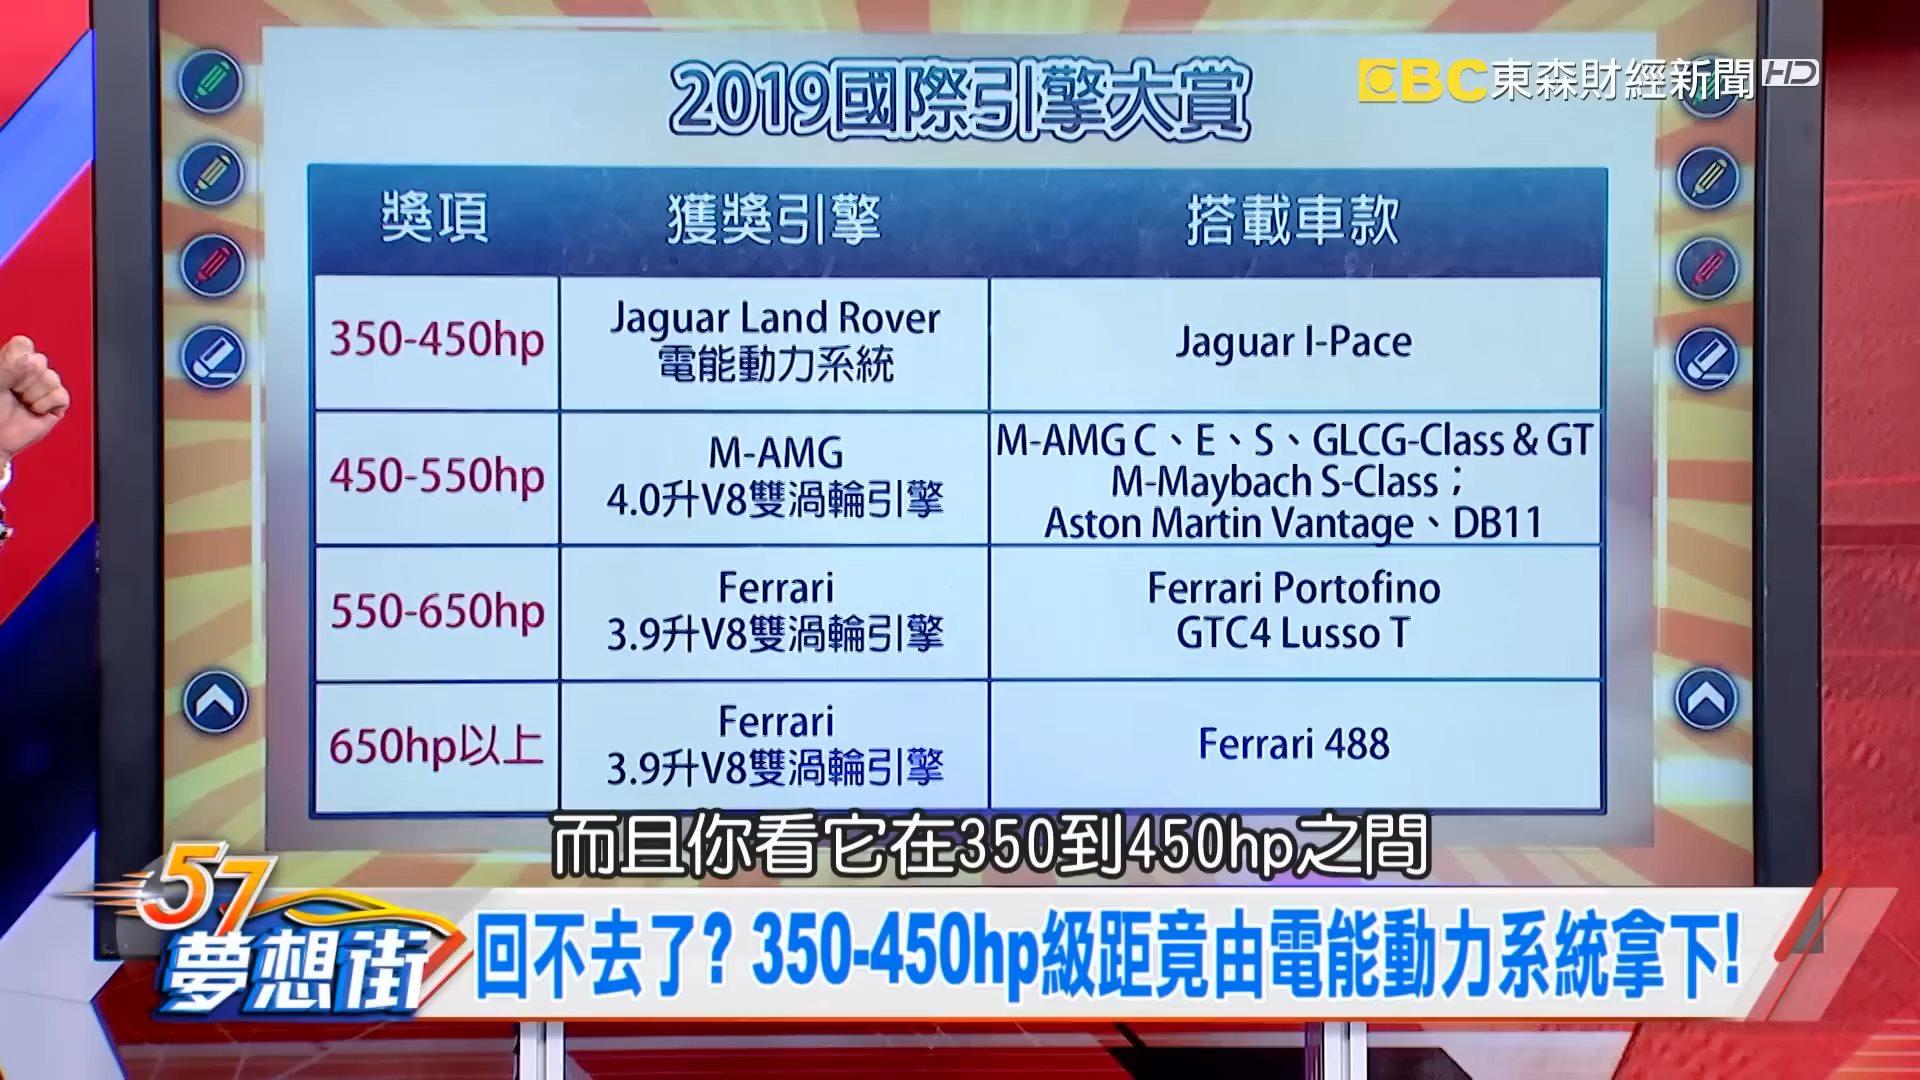 2019國際引擎大賞
EBC東森財經新聞HD
獎項 獲獎引擎 搭載車款
350-450hp
Jaguar Land Rover
電能動力系統
Jaguar I-Pace
450-550hp
M-AMG
4.0升V8雙渦輪引擎
M-AMG C、E、S、GLCG-Class & GT
M-Maybach S-Class；
Aston Martin Vantage、DB11
550-650hp
Ferrari
3.9升V8雙渦輪引擎
Ferrari Portofino
GTC4 Lusso T
650hp以上
Ferrari
3.9升V8雙渦輪引擎
Ferrari 488
而且你看它在350到450hp之間
57
夢想街
回不去了? 350-450hp級距竟由電能動力系統拿下!